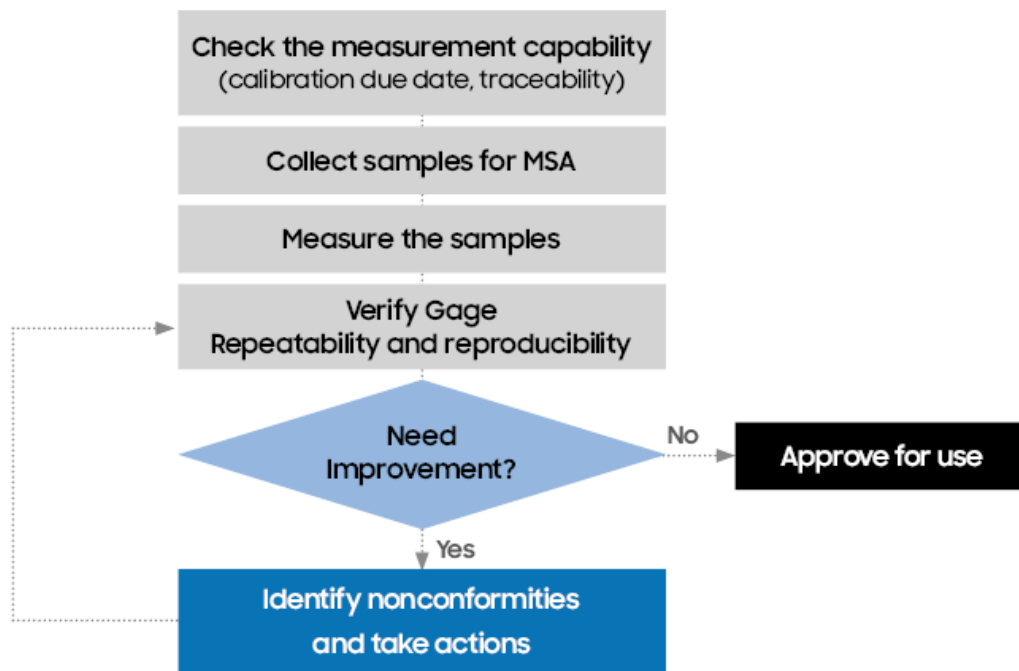 Check the measurement capability
(calibration due date, traceability)
Collect samples for MSA
Measure the samples
Verify Gage
Repeatability and reproducibility
Need
Improvement?
No
Approve for use
Yes
Identify nonconformities
and take actions